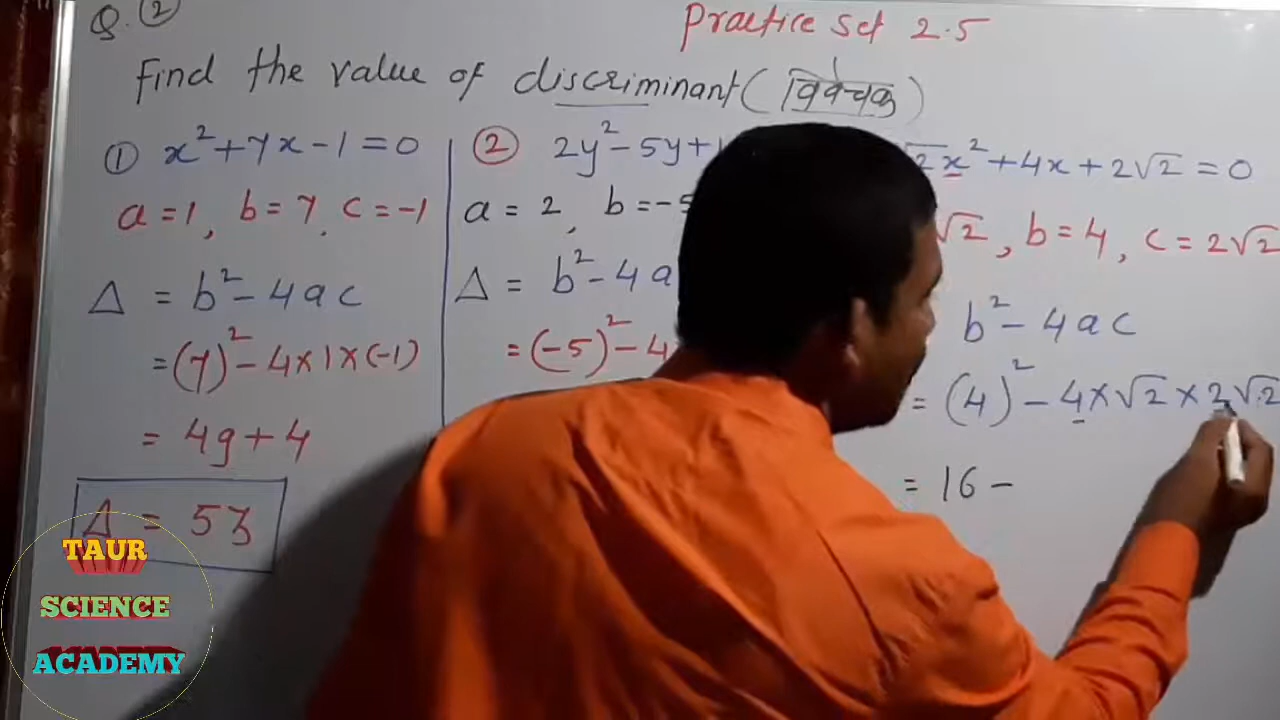 Q. ②
Practice set 2.5
Find the value of discriminant (विवेचक)
① x²+7x-1=0
a=1, b=7, c=-1
Δ = b²-4ac
=(7)²-4×1×(-1)
= 49+4
Δ = 53
② 2y²-5y+
a = 2, b=-5
Δ = b²-4a
=(-5)²-4
√2x²+4x+2√2=0
√2, b=4, c=2√2
b²-4ac
=(4)²-4×√2×2√2
= 16-
TAUR
SCIENCE
ACADEMY